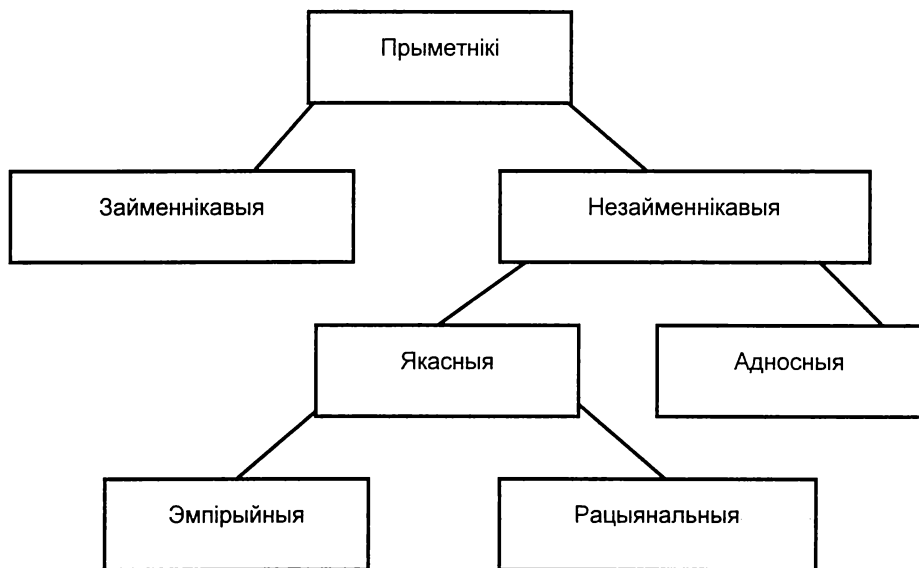 Прыметнікі
Займеннікавыя
Незайменнікавыя
Якасныя
Адносныя
Эмпірыйныя
Рацыянальныя